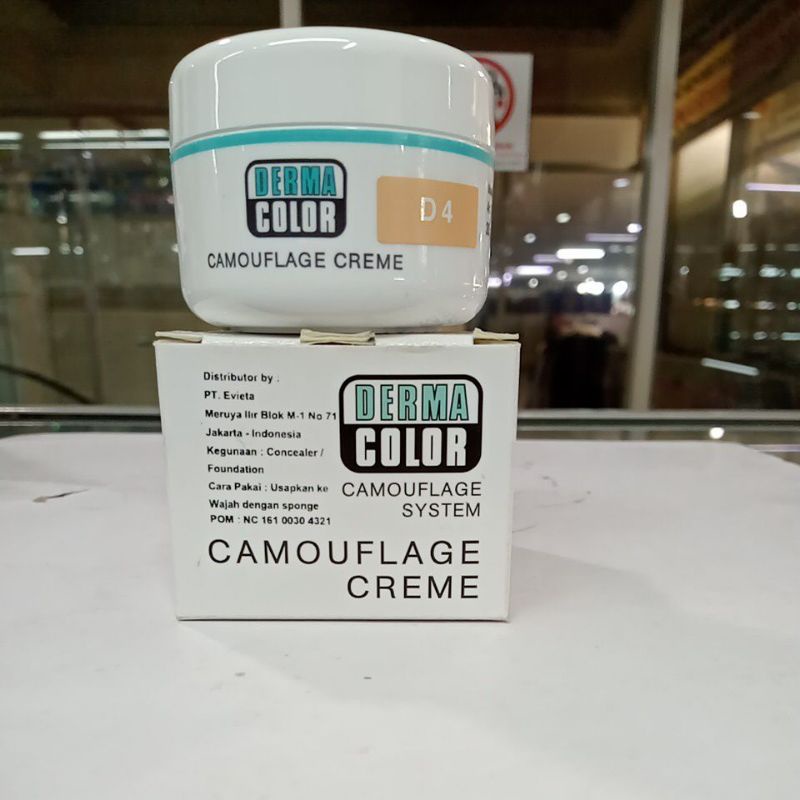 DERMA
COLOR
D4
CAMOUFLAGE CREME
Distributor by :
PT. Evieta
Meruya Ilir Blok M-1 No 71
Jakarta - Indonesia
Kegunaan : Concealer /
Foundation
Cara Pakai : Usapkan ke
Wajah dengan sponge
POM : NC 161 0030 4321
DERMA
COLOR
CAMOUFLAGE
SYSTEM
CAMOUFLAGE
CREME